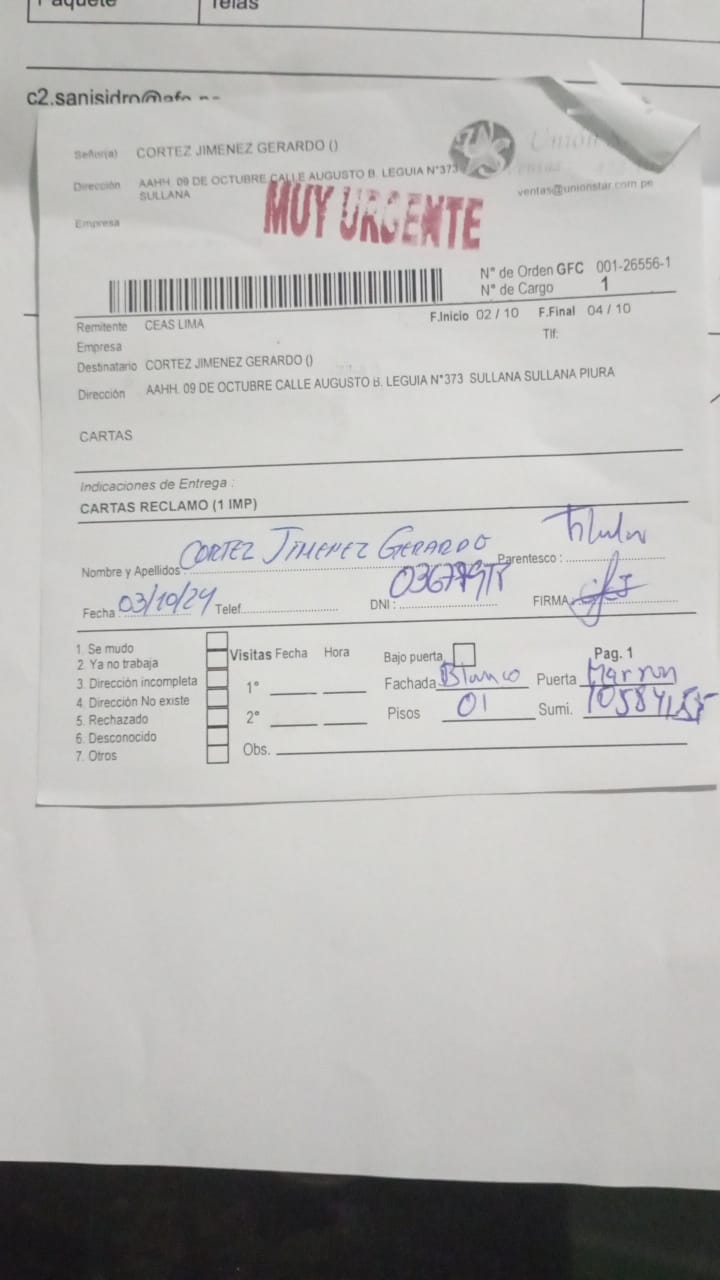 Paquete Telas
c2.sanisidro@afe.pe
Señor(a) CORTEZ JIMENEZ GERARDO ()
Dirección AAHH. 09 DE OCTUBRE CALLE AUGUSTO B. LEGUIA N°373
SULLANA
Empresa
Union
ventas@unionstar.com.pe
MUY URGENTE
N° de Orden GFC 001-26556-1
N° de Cargo 1
Remitente CEAS LIMA F.Inicio 02 / 10 F.Final 04 / 10
Empresa Tlf:
Destinatario CORTEZ JIMENEZ GERARDO ()
Dirección AAHH. 09 DE OCTUBRE CALLE AUGUSTO B. LEGUIA N°373 SULLANA SULLANA PIURA
CARTAS
Indicaciones de Entrega :
CARTAS RECLAMO (1 IMP)
Nombre y Apellidos : CORTEZ JIMENEZ GERARDO Parentesco : Titular
Fecha 03/10/24 Telef. DNI : FIRMA
1. Se mudo
2. Ya no trabaja
3. Dirección incompleta
4. Dirección No existe
5. Rechazado
6. Desconocido
7. Otros
Visitas Fecha Hora
1°
2°
Obs.
Bajo puerta Pag. 1
Fachada Blanco Puerta Marron
Pisos 01 Sumi.